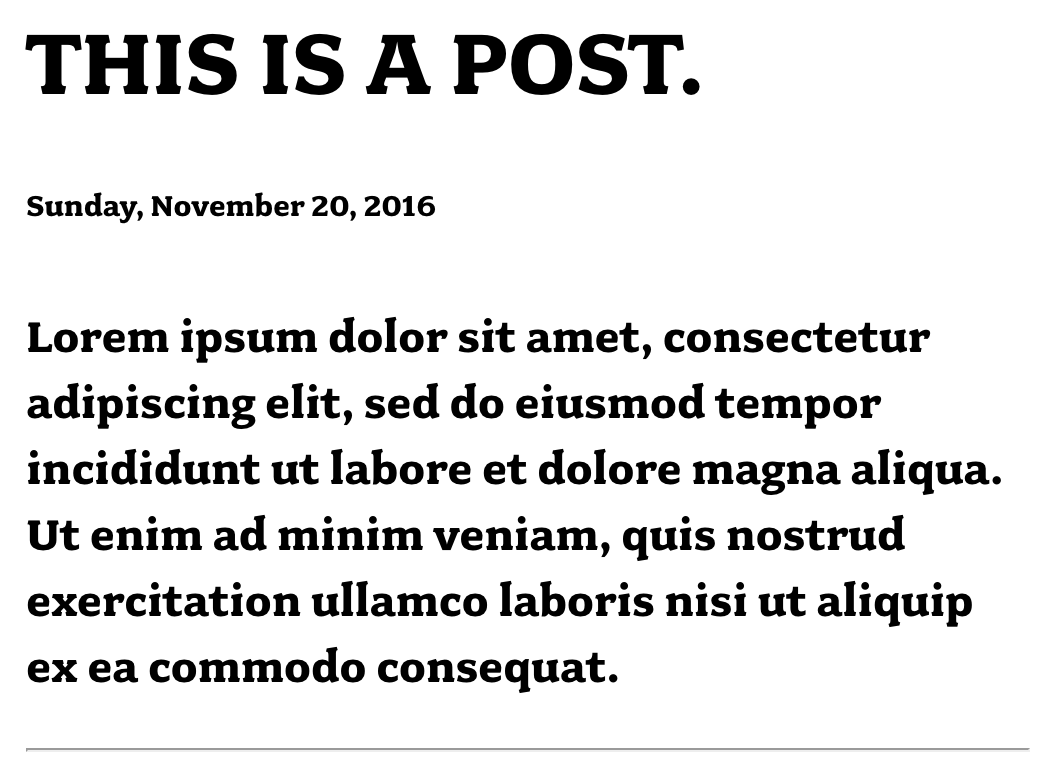 THIS IS A POST.
Sunday, November 20, 2016
Lorem ipsum dolor sit amet, consectetur
adipiscing elit, sed do eiusmod tempor
incididunt ut labore et dolore magna aliqua.
Ut enim ad minim veniam, quis nostrud
exercitation ullamco laboris nisi ut aliquip
ex ea commodo consequat.